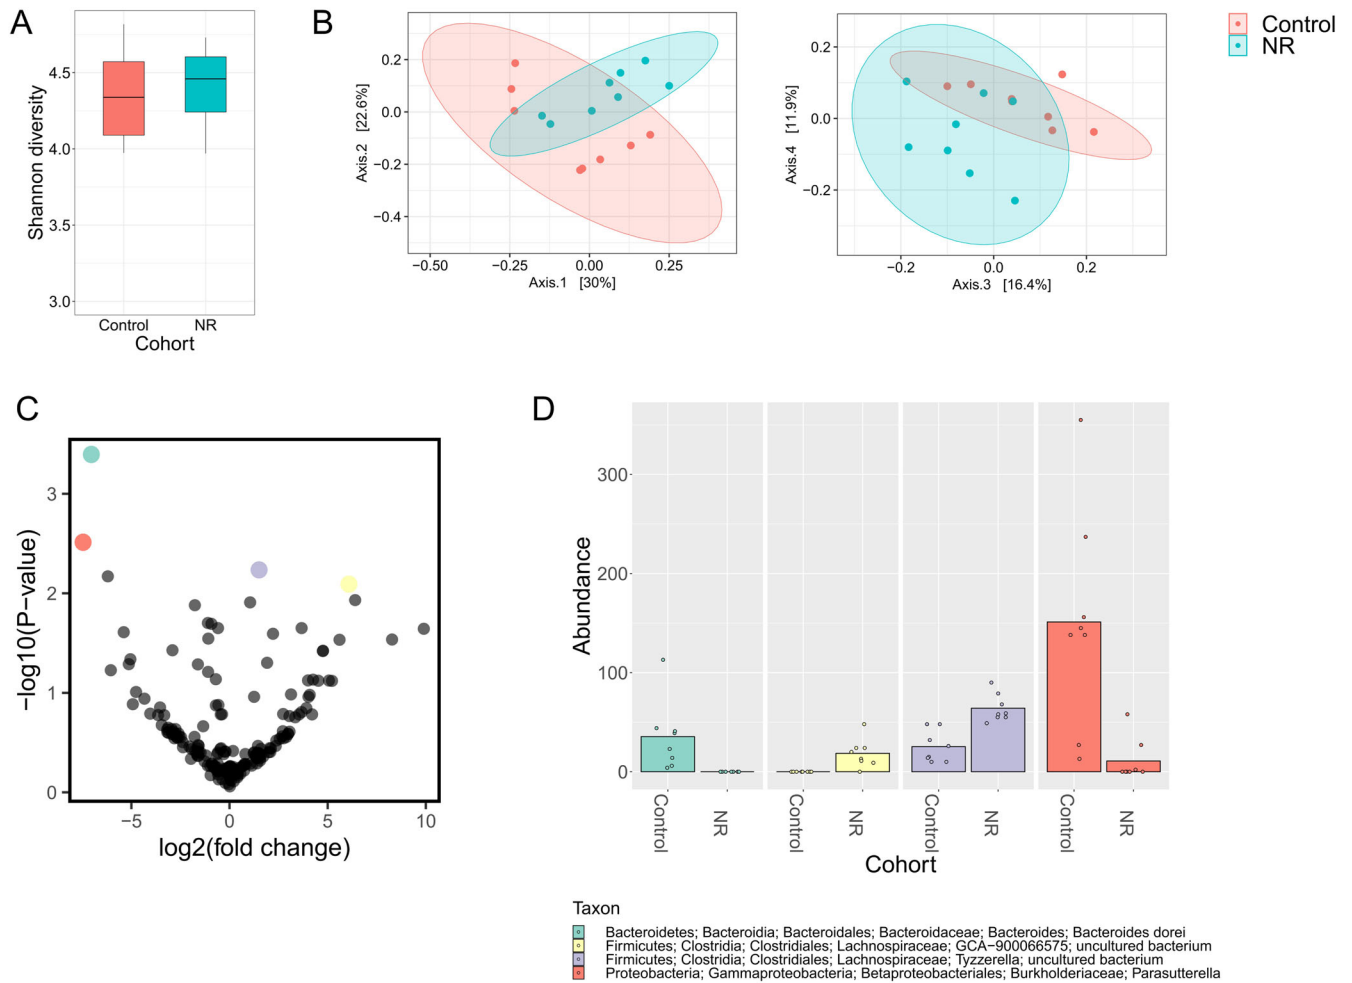 A
Shannon diversity
4.5
4.0
3.5
3.0
Control
NR
Cohort
B
Axis.2 [22.6%]
0.2
0.0
−0.2
−0.4
−0.50
−0.25
0.00
0.25
Axis.1 [30%]
Axis.4 [11.9%]
0.2
0.0
−0.2
−0.2
0.0
0.2
Axis.3 [16.4%]
Control
NR
C
−log10(P−value)
3
2
1
0
−5
0
5
10
log2(fold change)
D
Abundance
300
200
100
0
Control
NR
Control
NR
Control
NR
Control
NR
Cohort
Taxon
Bacteroidetes; Bacteroidia; Bacteroidales; Bacteroidaceae; Bacteroides; Bacteroides dorei
Firmicutes; Clostridia; Clostridiales; Lachnospiraceae; GCA−900066575; uncultured bacterium
Firmicutes; Clostridia; Clostridiales; Lachnospiraceae; Tyzzerella; uncultured bacterium
Proteobacteria; Gammaproteobacteria; Betaproteobacteriales; Burkholderiaceae; Parasutterella